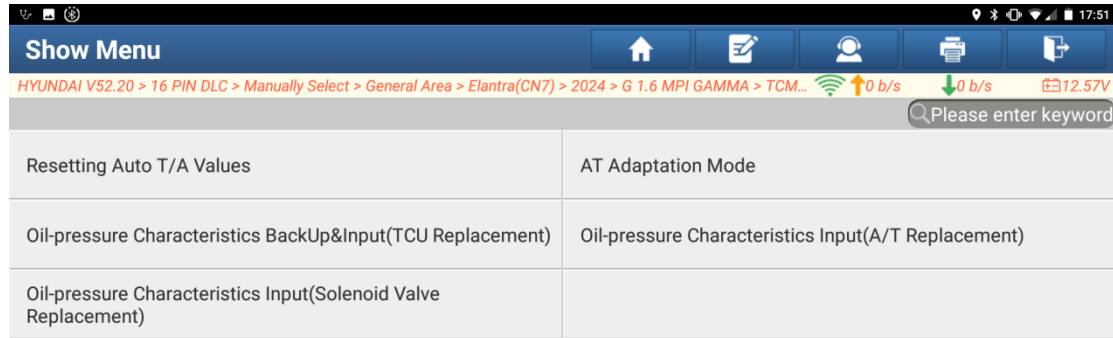 17:51
Show Menu
HYUNDAI V52.20 > 16 PIN DLC > Manually Select > General Area > Elantra(CN7) > 2024 > G 1.6 MPI GAMMA > TCM... 0 b/s 0 b/s 12.57V
Please enter keyword
Resetting Auto T/A Values
AT Adaptation Mode
Oil-pressure Characteristics BackUp&Input(TCU Replacement)
Oil-pressure Characteristics Input(A/T Replacement)
Oil-pressure Characteristics Input(Solenoid Valve
Replacement)